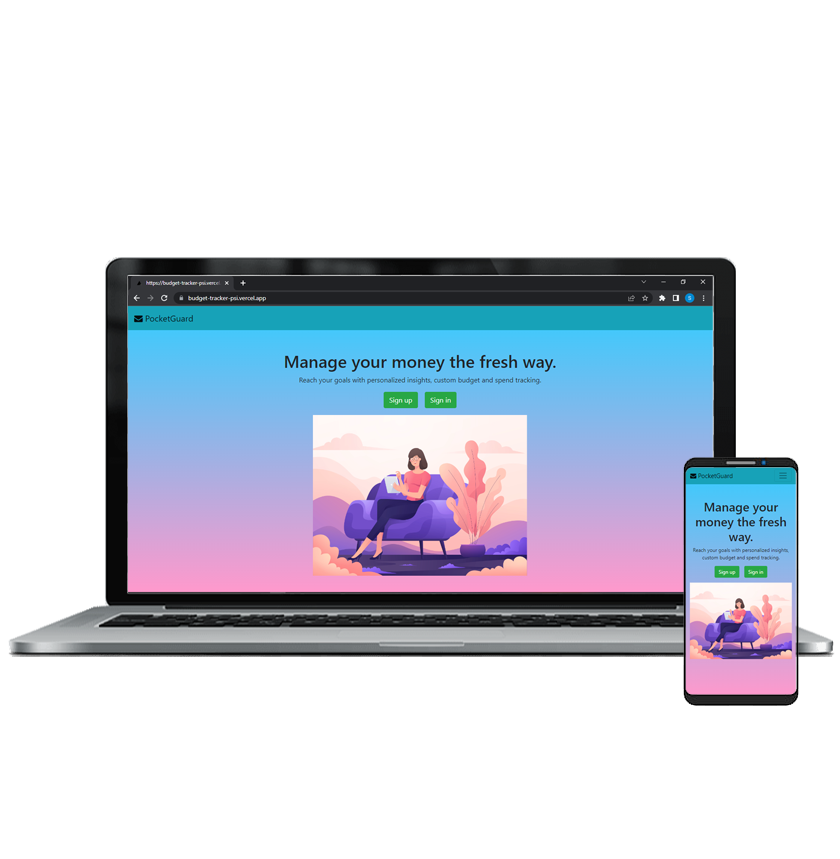 https://budget-tracker-psi.vercel
budget-tracker-psi.vercel.app
S
PocketGuard
Manage your money the fresh way.
Reach your goals with personalized insights, custom budget and spend tracking.
Sign up
Sign in
PocketGuard
Manage your
money the fresh
way.
Reach your goals with personalized insights,
custom budget and spend tracking.
Sign up
Sign in